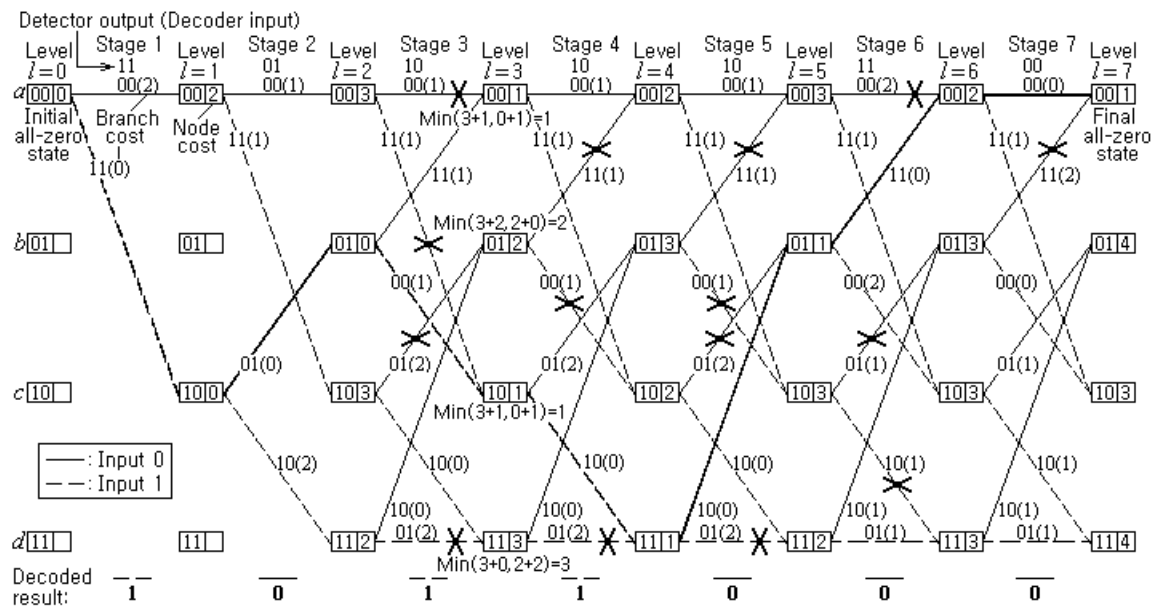 Detector output (Decoder input)
Level Stage 1 Level Stage 2 Level Stage 3 Level Stage 4 Level Stage 5 Level Stage 6 Level Stage 7 Level
l=0 11 l=1 01 l=2 10 l=3 10 l=4 10 l=5 11 l=6 00 l=7
00(2) 00(1) 00(1) 00(1) 00(1) 00(2) 00(0)
a 00|0 00|2 00|3 00|1 00|2 00|3 00|2 00|1
Initial all-zero state
Branch cost
Node cost
Min(3+1,0+1)=1
Final all-zero state
11(0) 11(1) 11(1) 11(1) 11(1) 11(1) 11(1) 11(1) 11(0) 11(1) 11(2)
Min(3+2,2+0)=2
b 01 01 01|0 01|2 01|3 01|1 01|3 01|4
00(1) 00(1) 00(1) 00(2) 00(0)
01(0) 01(2) 01(2) 01(2) 01(1) 01(1)
c 10 10|0 10|3 10|1 10|2 10|3 10|3 10|3
Min(3+1,0+1)=1
: Input 0
: Input 1
10(2) 10(0) 10(0) 10(0) 10(1) 10(1)
10(0) 10(0) 10(0) 10(1) 10(1)
01(2) 01(2) 01(2) 01(1) 01(1)
d 11 11 11|2 11|3 11|1 11|2 11|3 11|4
Min(3+0,2+2)=3
Decoded
result: 1 0 1 1 0 0 0